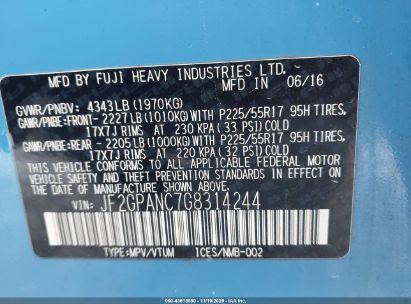 MFD.BY FUJI HEAVY INDUSTRIES LTD.
MFD IN 06/16
GVWR/PNBV: 4343LB (1970KG)
GAWR/PNBE:FRONT- 2227LB (1010KG)WITH P225/55R17 95H TIRES,
17X7J RIMS AT 230 KPA (33 PSI)COLD
GAWR/PNBE:REAR - 2205LB (1000KG)WITH P225/55R17 95H TIRES,
17X7J RIMS AT 220 KPA (32 PSI)COLD
THIS VEHICLE CONFORMS TO ALL APPLICABLE FEDERAL MOTOR VEHICLE
SAFETY, BUMPER, AND THEFT PREVENTION STANDARDS
IN EFFECT ON THE DATE OF MANUFACTURE SHOWN ABOVE.
VIN: JF2GPANC7G8314244
TYPE:MPV/VTUM ICES/NMB-002